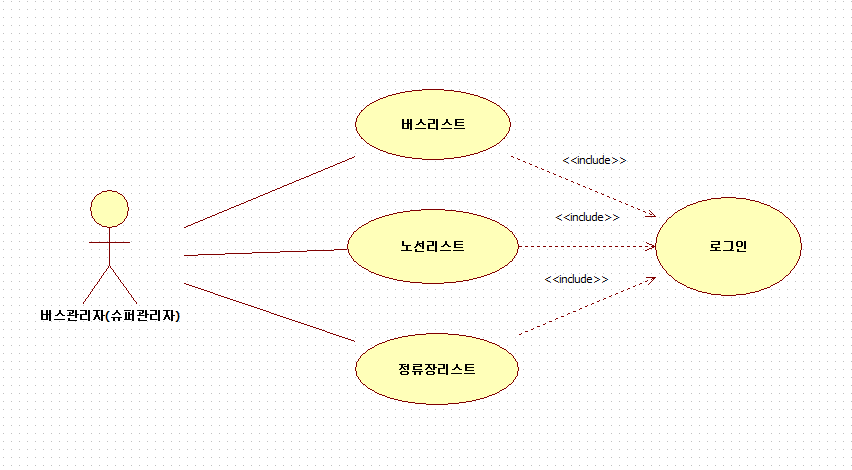 버스리스트
<<include>>
<<include>>
노선리스트
로그인
<<include>>
버스관리자(슈퍼관리자)
정류장리스트